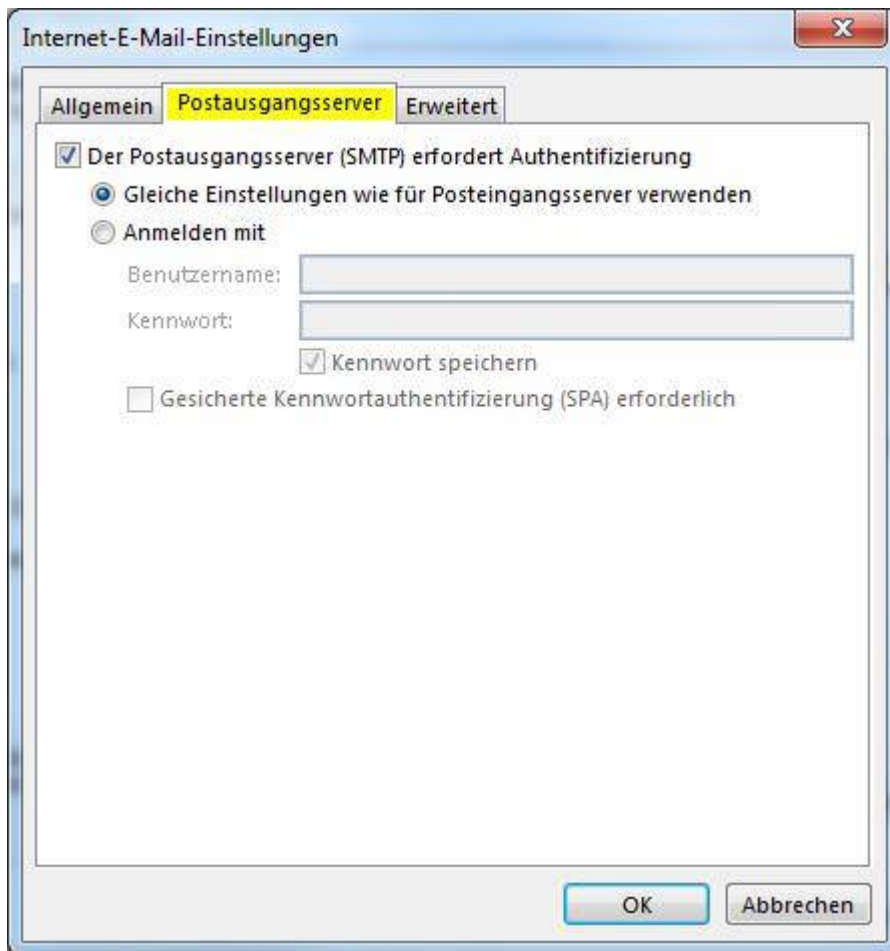 Internet-E-Mail-Einstellungen
Allgemein Postausgangsserver Erweitert
Der Postausgangsserver (SMTP) erfordert Authentifizierung
Gleiche Einstellungen wie für Posteingangsserver verwenden
Anmelden mit
Benutzername:
Kennwort:
Kennwort speichern
Gesicherte Kennwortauthentifizierung (SPA) erforderlich
OK Abbrechen